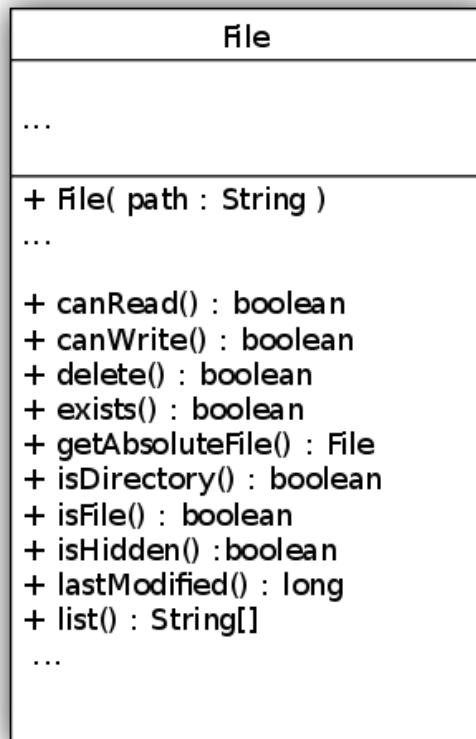 File
...
+ File( path : String )
...
+ canRead() : boolean
+ canWrite() : boolean
+ delete() : boolean
+ exists() : boolean
+ getAbsoluteFile() : File
+ isDirectory() : boolean
+ isFile() : boolean
+ isHidden() :boolean
+ lastModified() : long
+ list() : String[]
...